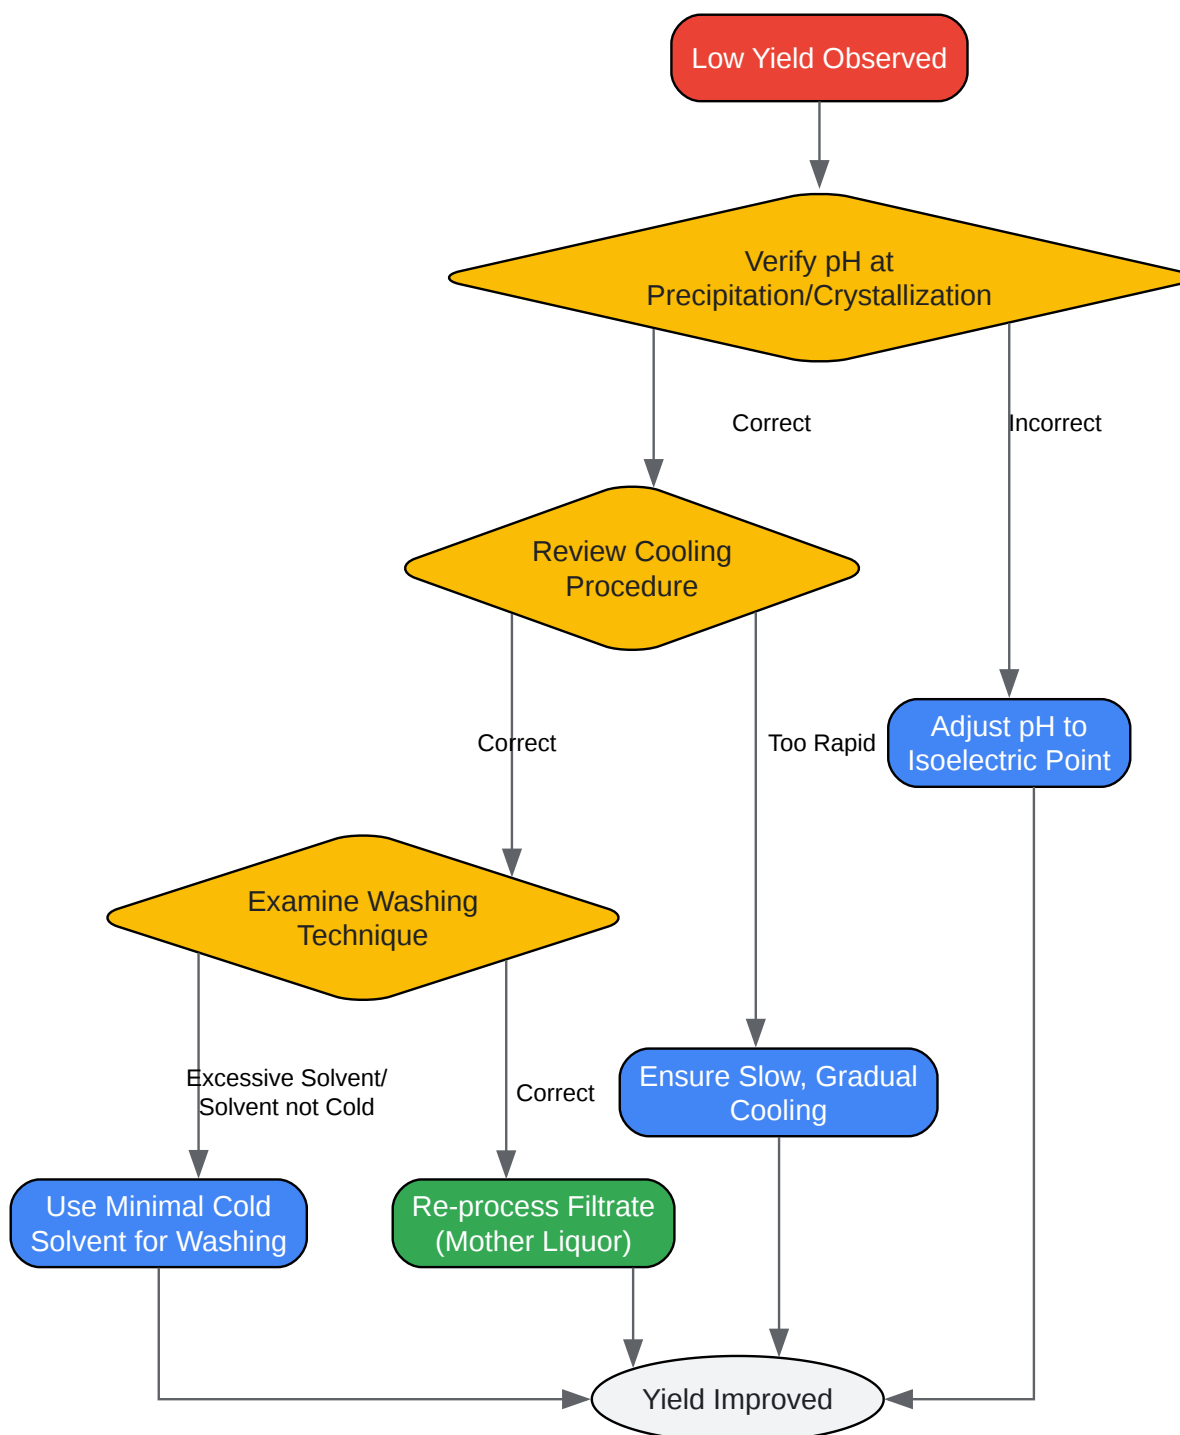 Low Yield Observed
Verify pH at
Precipitation/Crystallization
Correct
Incorrect
Review Cooling
Procedure
Correct
Too Rapid
Adjust pH to
Isoelectric Point
Examine Washing
Technique
Excessive Solvent/
Solvent not Cold
Correct
Ensure Slow, Gradual
Cooling
Use Minimal Cold
Solvent for Washing
Re-process Filtrate
(Mother Liquor)
Yield Improved